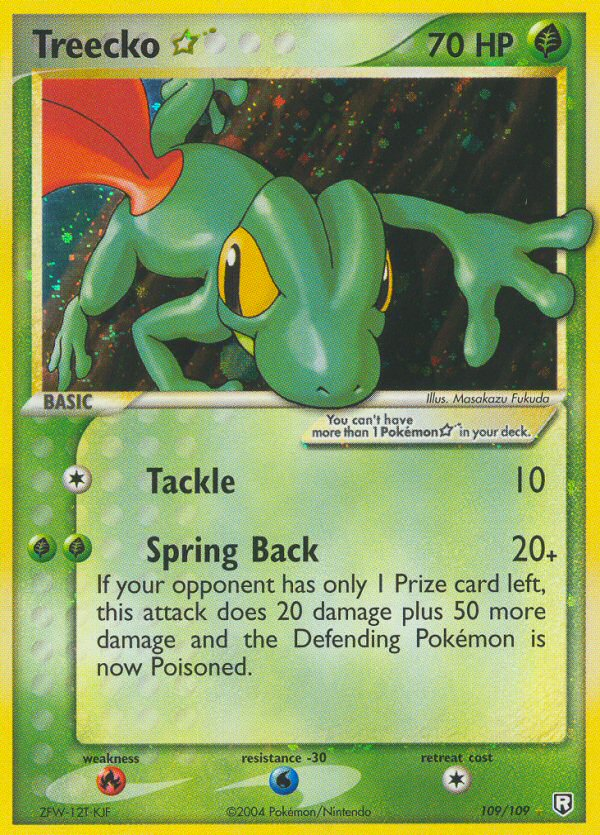 Treecko ☆ 70 HP
BASIC
Illus. Masakazu Fukuda
You can't have
more than 1 Pokémon ☆ in your deck.
Tackle 10
Spring Back 20+
If your opponent has only 1 Prize card left,
this attack does 20 damage plus 50 more
damage and the Defending Pokémon is
now Poisoned.
weakness resistance -30 retreat cost
ZFW-12T-KJF ©2004 Pokémon/Nintendo 109/109 R